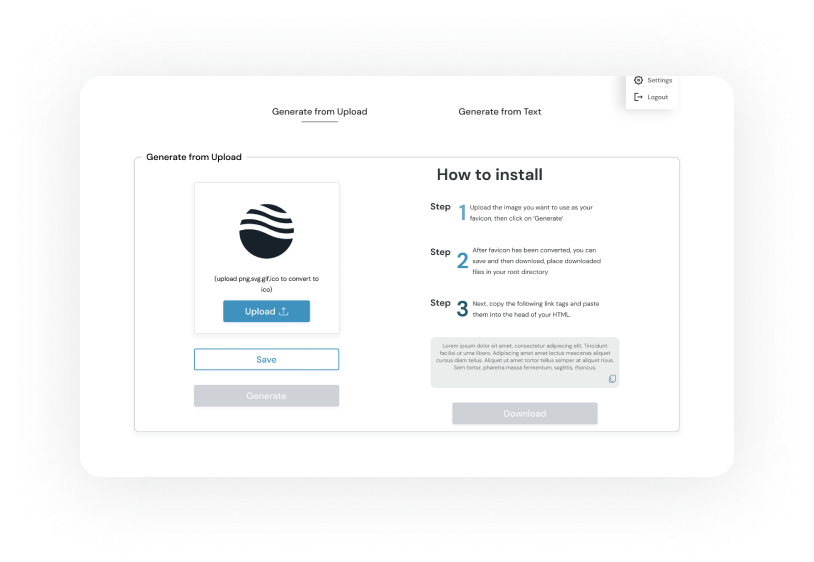 Settings
Logout
Generate from Upload
Generate from Text
Generate from Upload
(upload png,svg,gif,ico to convert to
ico)
Upload
Save
Generate
How to install
Step 1
Upload the image you want to use as your
favicon, then click on 'Generate'
Step 2
After favicon has been converted, you can
save and then download, place downloaded
files in your root directory
Step 3
Next, copy the following link tags and paste
them into the head of your HTML.
Lorem ipsum dolor sit amet, consectetur adipiscing elit. Tincidunt
facilisi ut urna libero. Adipiscing amet amet lectus maecenas aliquet
cursus diam tellus. Aliquet ut amet tortor tellus semper at aliquet risus.
Sem tortor, pharetra massa fermentum, sagittis, rhoncus.
Download